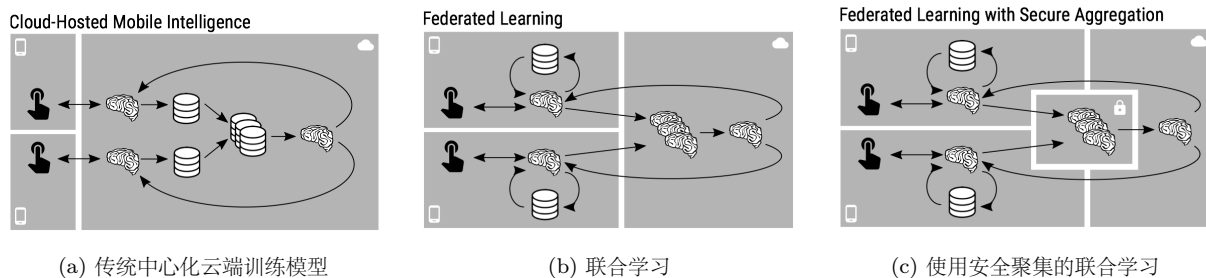 Cloud-Hosted Mobile Intelligence
Federated Learning
Federated Learning with Secure Aggregation
(a) 传统中心化云端训练模型
(b) 联合学习
(c) 使用安全聚集的联合学习